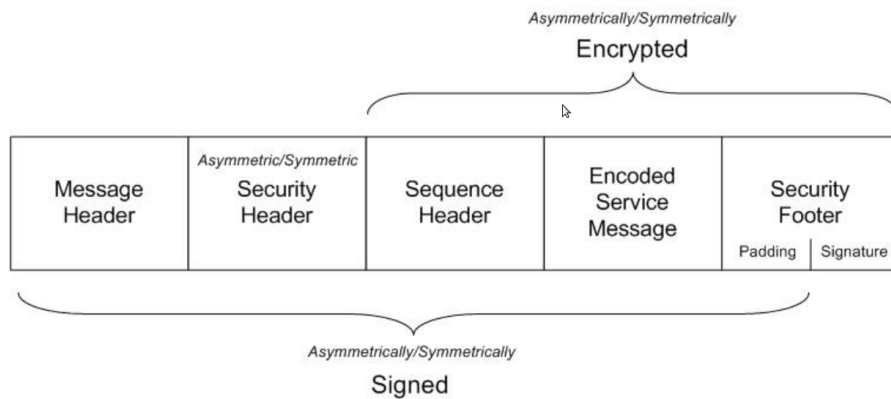 Asymmetrically/Symmetrically
Encrypted
Message
Header
Asymmetric/Symmetric
Security
Header
Sequence
Header
Encoded
Service
Message
Security
Footer
Padding
Signature
Asymmetrically/Symmetrically
Signed